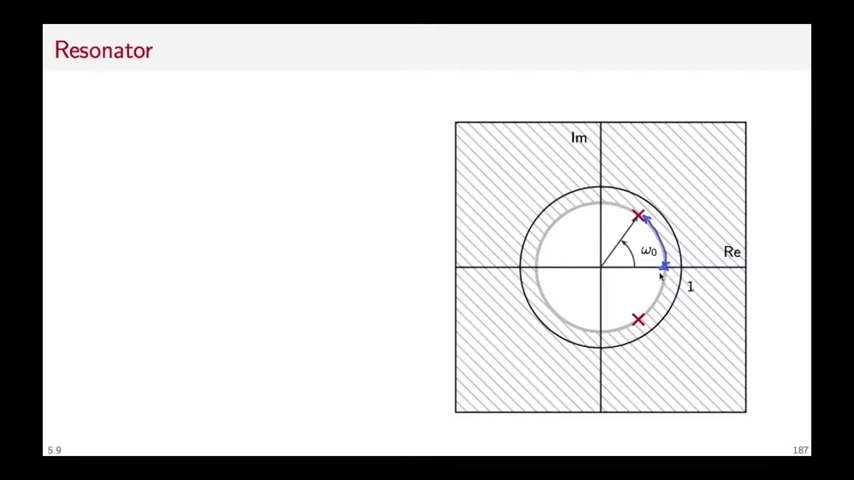 Resonator
Im
ω₀
Re
1
5.9
187